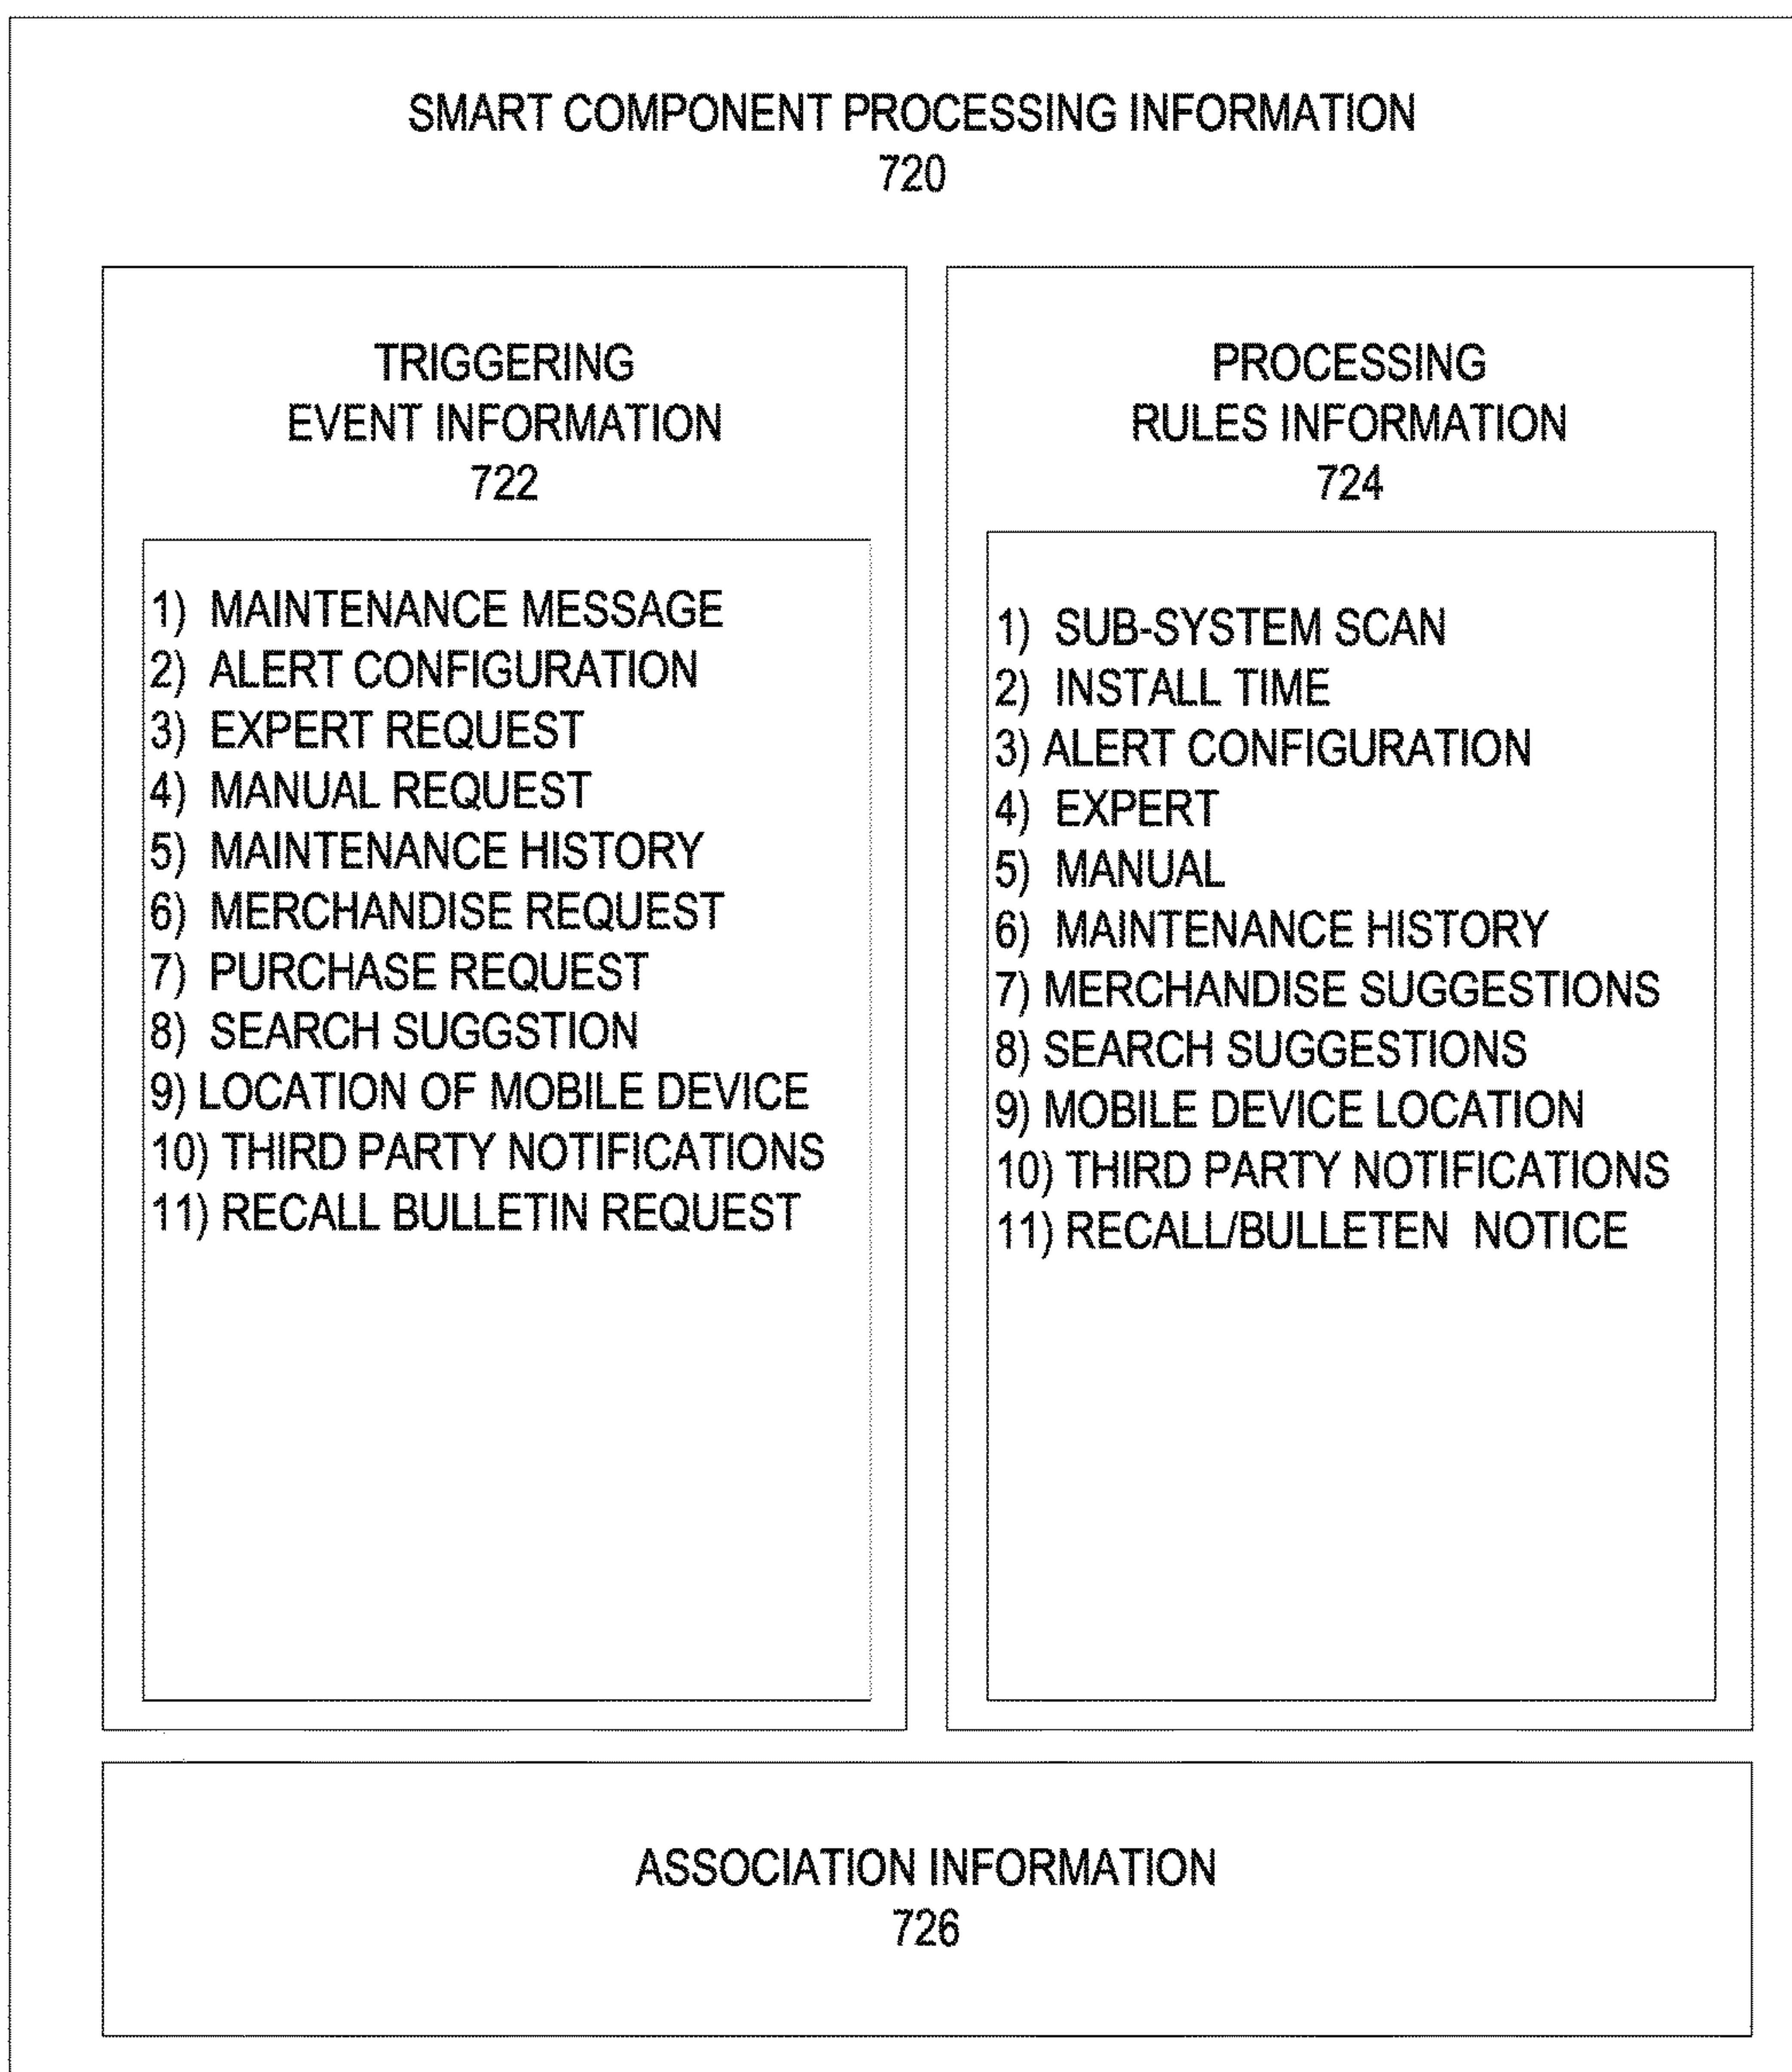 SMART COMPONENT PROCESSING INFORMATION
720
TRIGGERING
EVENT INFORMATION
722
1) MAINTENANCE MESSAGE
2) ALERT CONFIGURATION
3) EXPERT REQUEST
4) MANUAL REQUEST
5) MAINTENANCE HISTORY
6) MERCHANDISE REQUEST
7) PURCHASE REQUEST
8) SEARCH SUGGSTION
9) LOCATION OF MOBILE DEVICE
10) THIRD PARTY NOTIFICATIONS
11) RECALL BULLETIN REQUEST
PROCESSING
RULES INFORMATION
724
1) SUB-SYSTEM SCAN
2) INSTALL TIME
3) ALERT CONFIGURATION
4) EXPERT
5) MANUAL
6) MAINTENANCE HISTORY
7) MERCHANDISE SUGGESTIONS
8) SEARCH SUGGESTIONS
9) MOBILE DEVICE LOCATION
10) THIRD PARTY NOTIFICATIONS
11) RECALL/BULLETEN NOTICE
ASSOCIATION INFORMATION
726